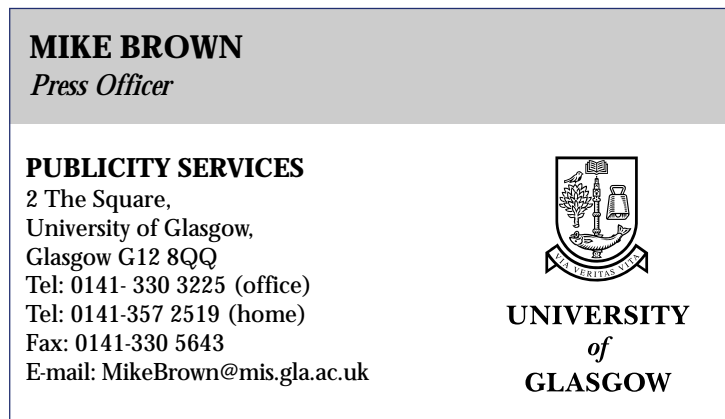 MIKE BROWN
Press Officer
PUBLICITY SERVICES
2 The Square,
University of Glasgow,
Glasgow G12 8QQ
Tel: 0141- 330 3225 (office)
Tel: 0141-357 2519 (home)
Fax: 0141-330 5643
E-mail: MikeBrown@mis.gla.ac.uk
VIA VERITAS VITA
UNIVERSITY
of
GLASGOW